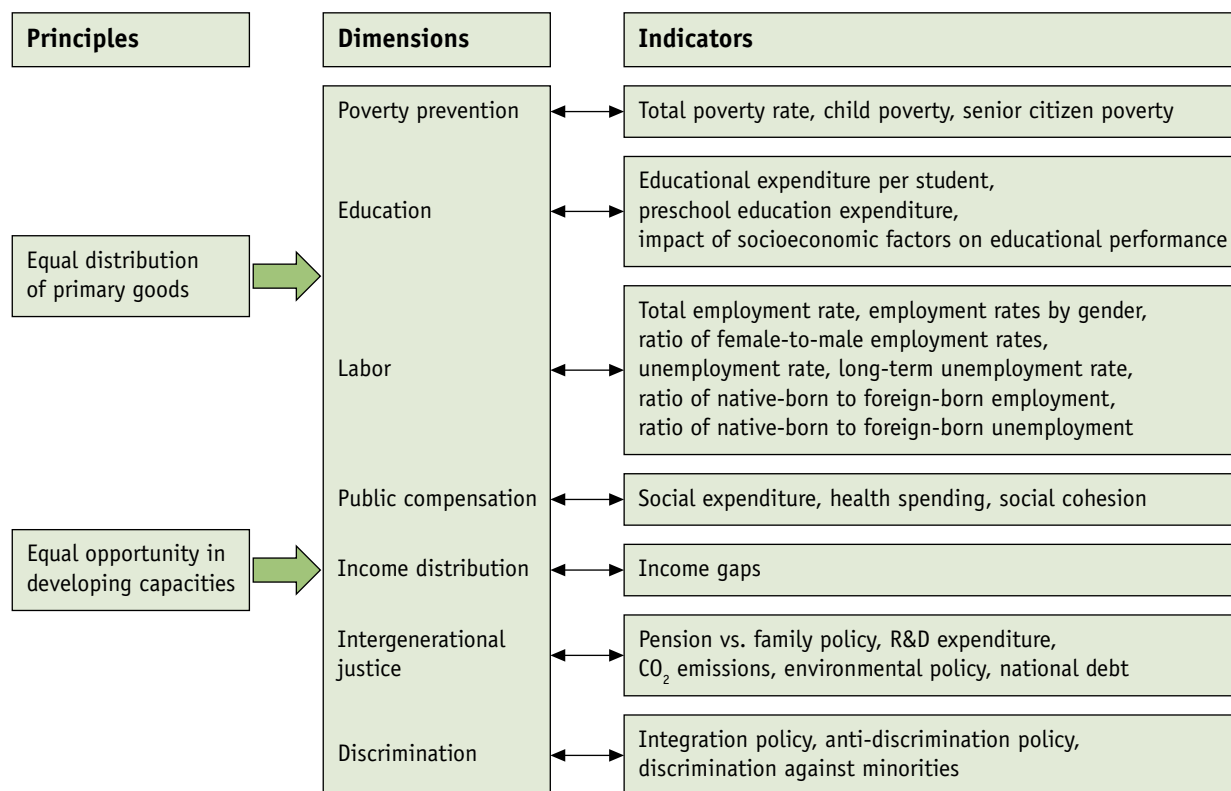 Principles
Dimensions
Indicators
Equal distribution
of primary goods
Equal opportunity in
developing capacities
Poverty prevention
Total poverty rate, child poverty, senior citizen poverty
Education
Educational expenditure per student,
preschool education expenditure,
impact of socioeconomic factors on educational performance
Labor
Total employment rate, employment rates by gender,
ratio of female-to-male employment rates,
unemployment rate, long-term unemployment rate,
ratio of native-born to foreign-born employment,
ratio of native-born to foreign-born unemployment
Public compensation
Social expenditure, health spending, social cohesion
Income distribution
Income gaps
Intergenerational
justice
Pension vs. family policy, R&D expenditure,
CO₂ emissions, environmental policy, national debt
Discrimination
Integration policy, anti-discrimination policy,
discrimination against minorities